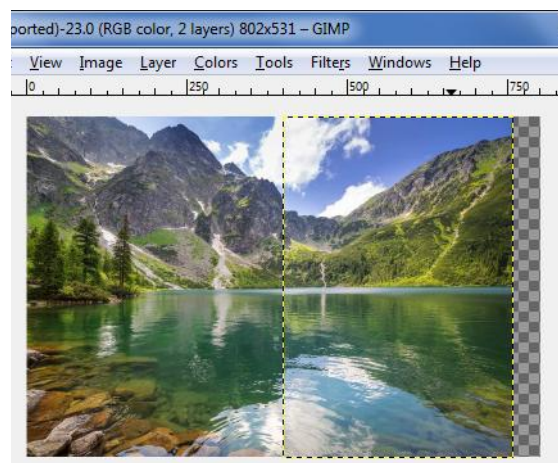 ported)-23.0 (RGB color, 2 layers) 802x531 – GIMP
View Image Layer Colors Tools Filters Windows Help
0 250 500 750